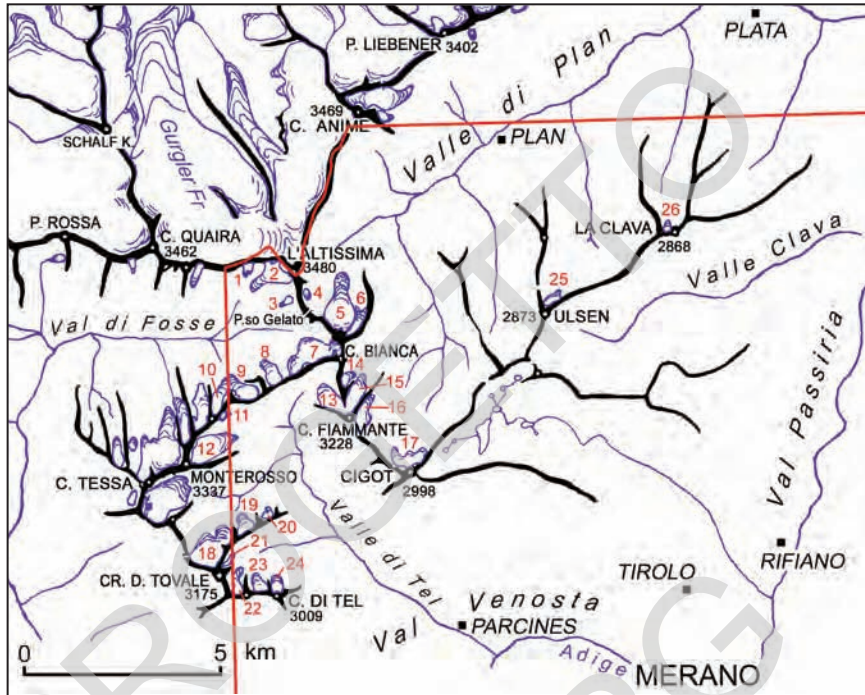 P. LIEBENER 3402
PLATA
Valle di Plan
3469
C. ANIME
PLAN
SCHALF K.
Gurgler Fr
P. ROSSA
C. QUAIRA
3462
L'ALTISSIMA
3480
LA CLAVA
26
2868
1
2
3
4
5
6
P.so Gelato
Val di Fosse
Valle Clava
25
2873 ULSEN
10
9
8
7
C. BIANCA
14
15
11
13
16
C. FIAMMANTE
3228
12
17
CIGOT
2998
C. TESSA
MONTEROSSO
3337
Val Passiria
19
20
18
21
Valle di Tel
CR. D. TOVALE
3175
23
24
22
C. DI TEL
3009
TIROLO
RIFIANO
Val Venosta
PARCINES
Adige
MERANO
0 5 km
PROGETTO